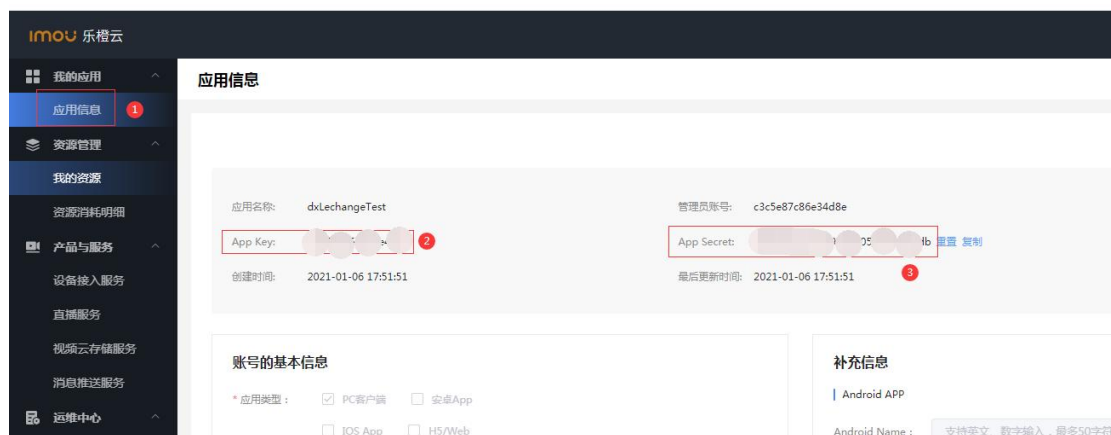 imou 乐橙云
我的应用
应用信息 1
资源管理
我的资源
资源消耗明细
产品与服务
设备接入服务
直播服务
视频云存储服务
消息推送服务
运维中心
应用信息
应用名称: dxLechangeTest 管理员账号: c3c5e87c86e34d8e
App Key: 2 App Secret: 重置 复制
创建时间: 2021-01-06 17:51:51 最后更新时间: 2021-01-06 17:51:51 3
账号的基本信息
* 应用类型: PC客户端 安卓App
IOS App H5/Web
补充信息
Android APP
Android Name: 支持英文、数字输入,最多50字符